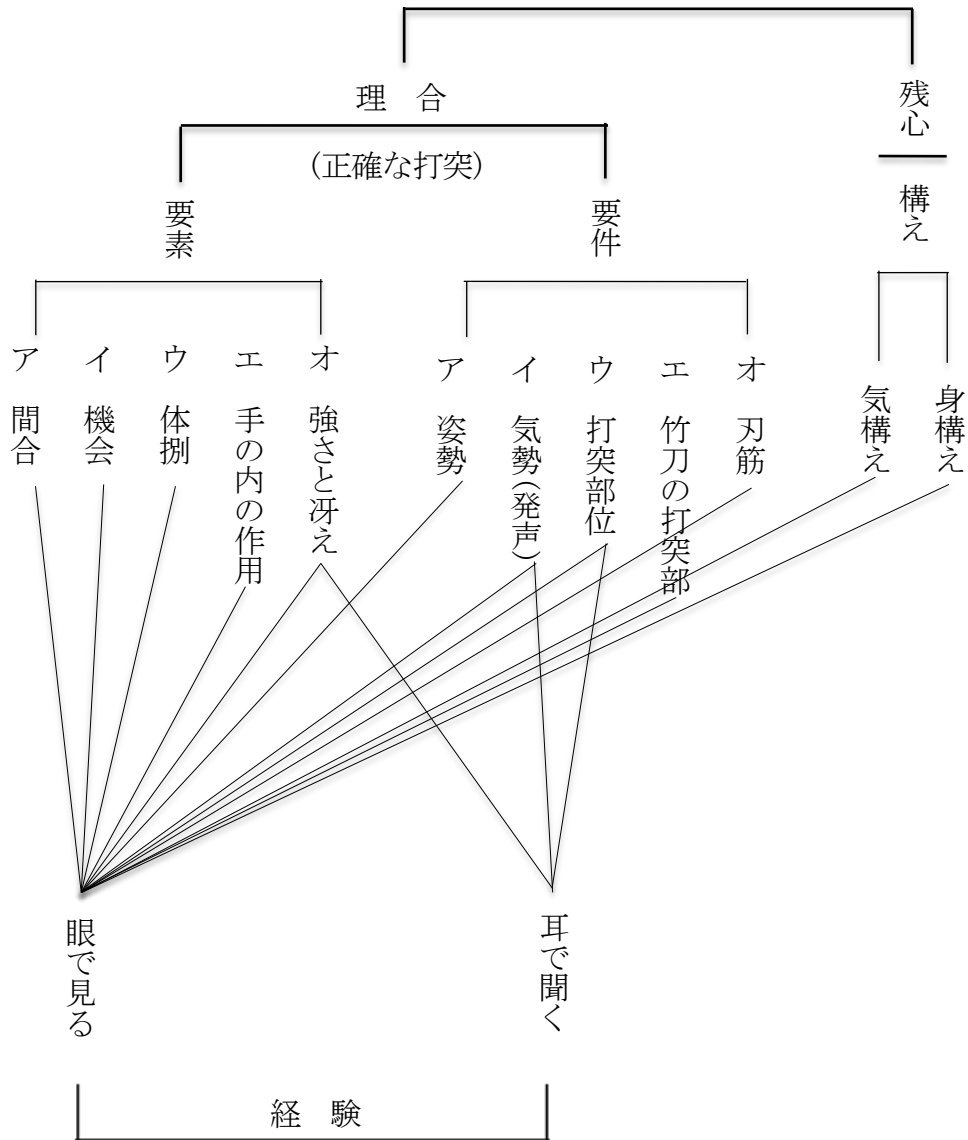 理　合
(正確な打突)
残心
構え
要素
要件
ア　間合
イ　機会
ウ　体捌
エ　手の内の作用
オ　強さと冴え
ア　姿勢
イ　気勢(発声)
ウ　打突部位
エ　竹刀の打突部
オ　刃筋
気構え
身構え
眼で見る
耳で聞く
経　験